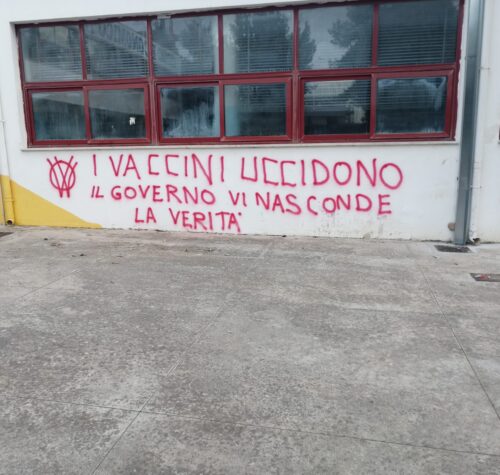 I VACCINI UCCIDONO
IL GOVERNO VI NASCONDE
LA VERITA'